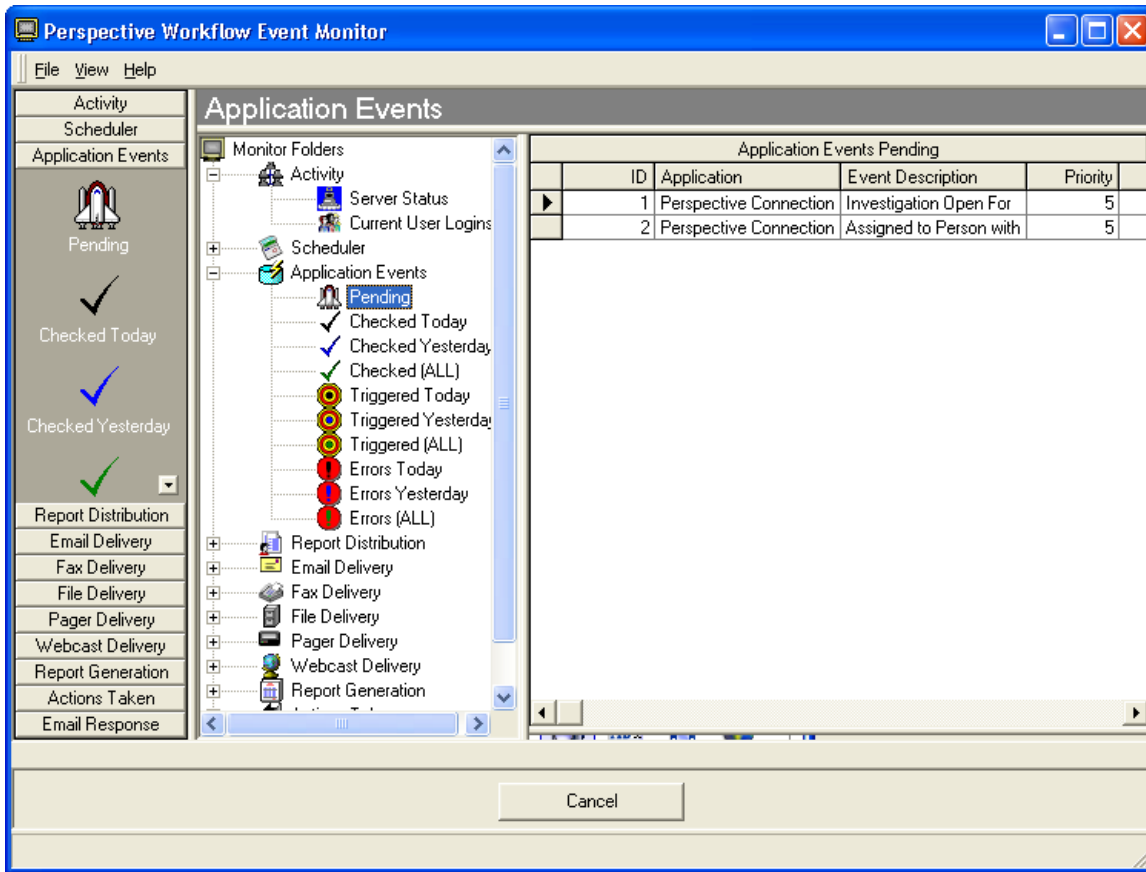 Perspective Workflow Event Monitor
File View Help
Activity
Scheduler
Application Events
Pending
Checked Today
Checked Yesterday
Report Distribution
Email Delivery
Fax Delivery
File Delivery
Pager Delivery
Webcast Delivery
Report Generation
Actions Taken
Email Response
Application Events
Monitor Folders
Activity
Server Status
Current User Logins
Scheduler
Application Events
Pending
Checked Today
Checked Yesterday
Checked (ALL)
Triggered Today
Triggered Yesterday
Triggered (ALL)
Errors Today
Errors Yesterday
Errors (ALL)
Report Distribution
Email Delivery
Fax Delivery
File Delivery
Pager Delivery
Webcast Delivery
Report Generation
Application Events Pending
ID Application Event Description Priority
1 Perspective Connection Investigation Open For 5
2 Perspective Connection Assigned to Person with 5
Cancel